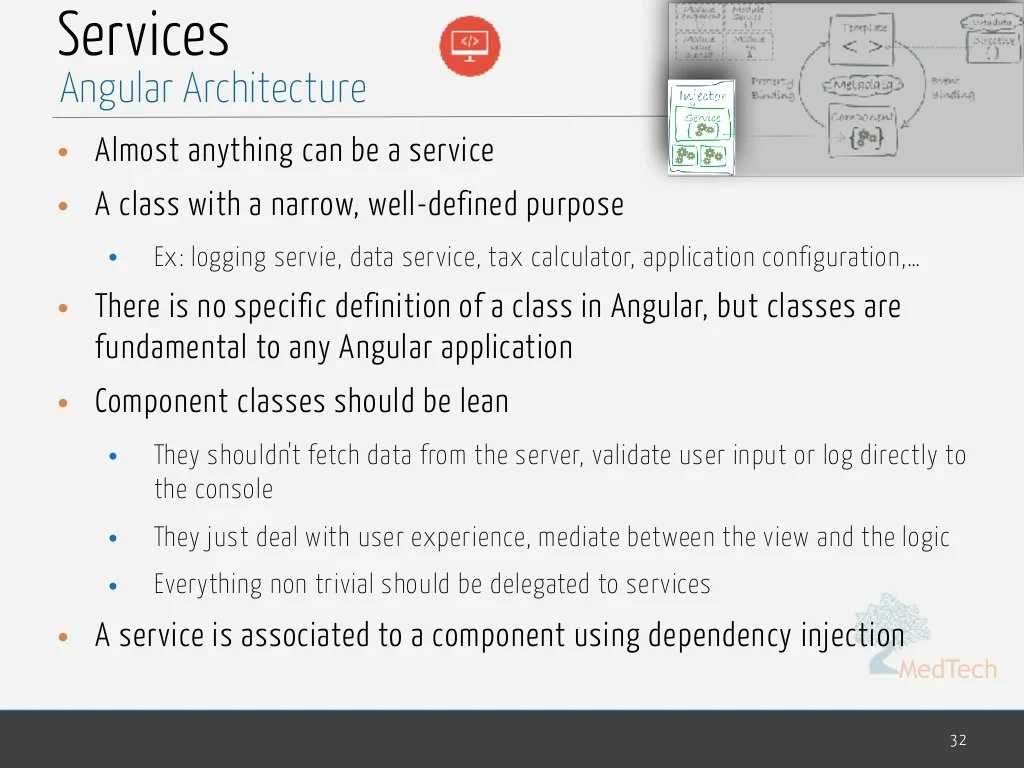 Services
Angular Architecture
Template
< >
Metadata
Property
Binding
Event
Binding
Component
{ }
Metadata
Directive
{ }
Injector
Service
{ }
• Almost anything can be a service
• A class with a narrow, well-defined purpose
• Ex: logging servie, data service, tax calculator, application configuration,…
• There is no specific definition of a class in Angular, but classes are
fundamental to any Angular application
• Component classes should be lean
• They shouldn't fetch data from the server, validate user input or log directly to
the console
• They just deal with user experience, mediate between the view and the logic
• Everything non trivial should be delegated to services
• A service is associated to a component using dependency injection
MedTech
32